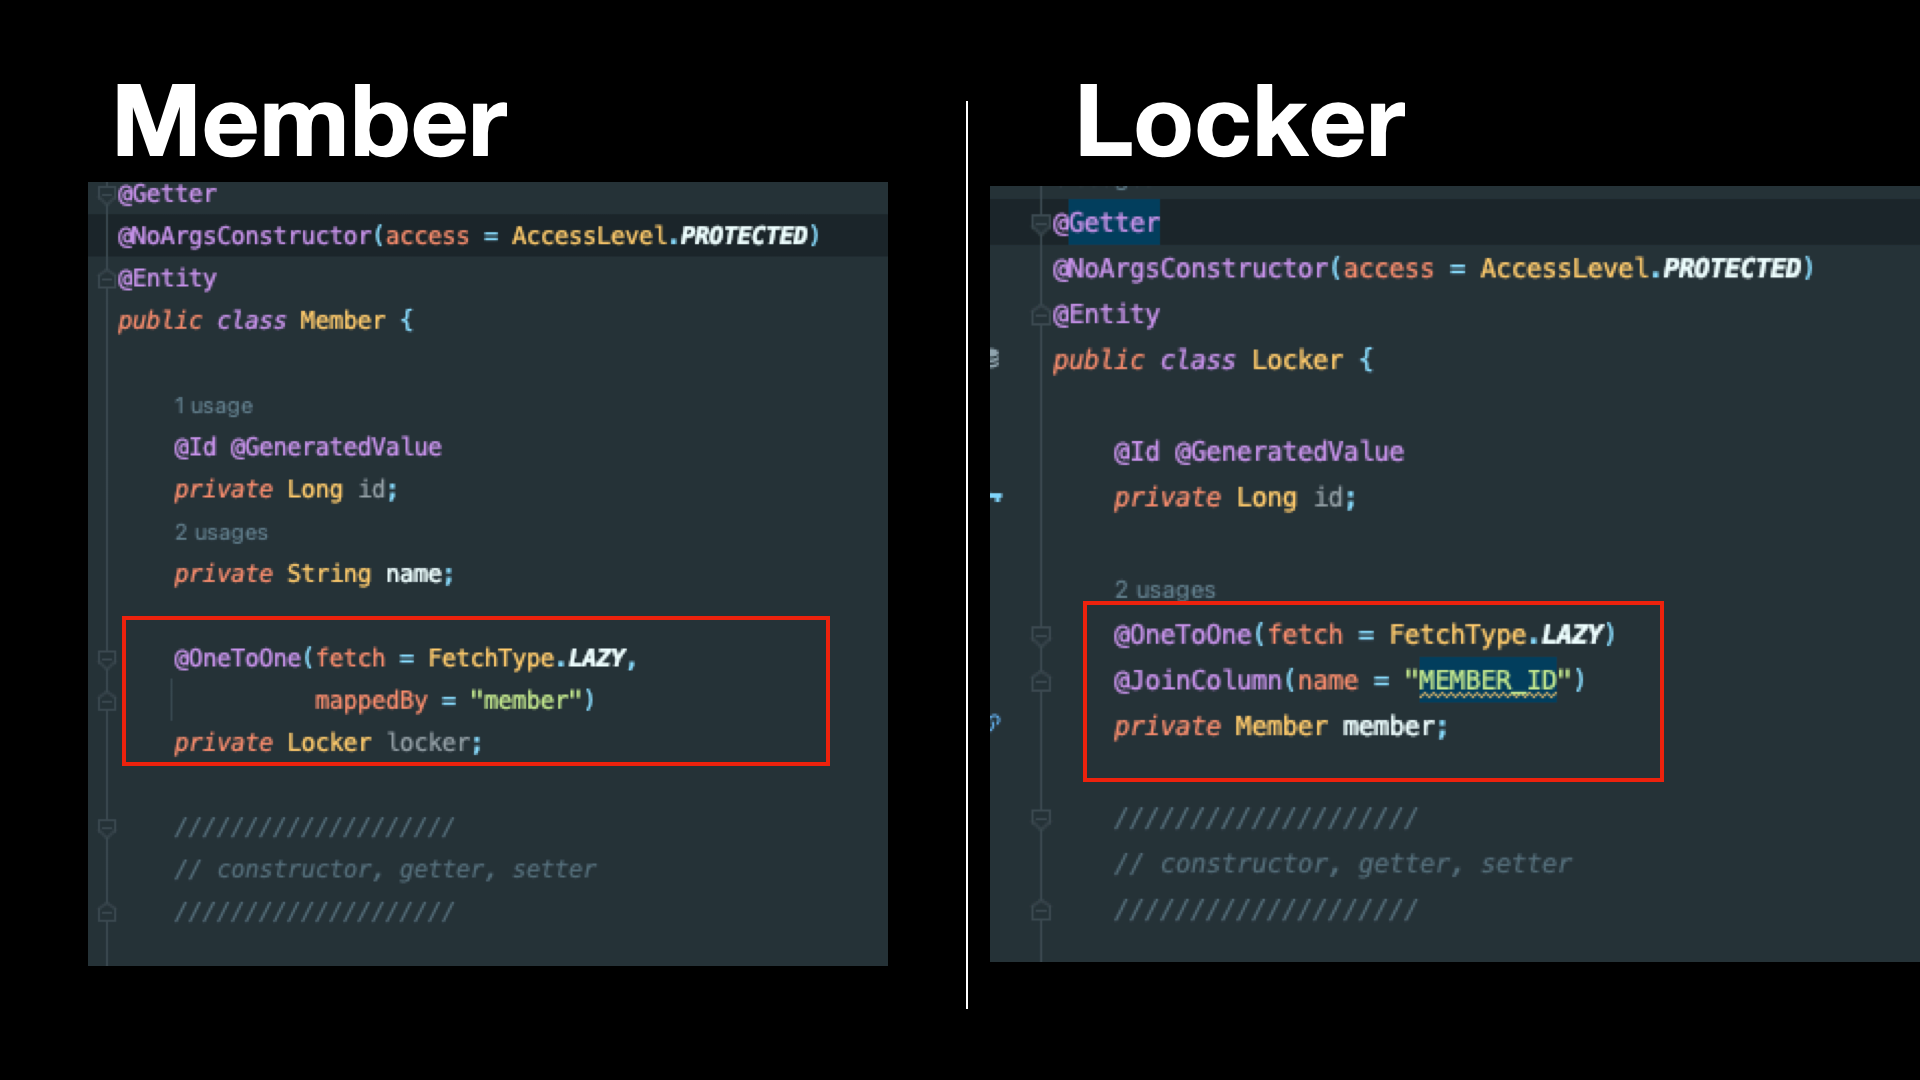 Member
@Getter
@NoArgsConstructor(access = AccessLevel.PROTECTED)
@Entity
public class Member {
1 usage
@Id @GeneratedValue
private Long id;
2 usages
private String name;
@OneToOne(fetch = FetchType.LAZY,
mappedBy = "member")
private Locker locker;
////////////////////
// constructor, getter, setter
////////////////////
Locker
@Getter
@NoArgsConstructor(access = AccessLevel.PROTECTED)
@Entity
public class Locker {
@Id @GeneratedValue
private Long id;
2 usages
@OneToOne(fetch = FetchType.LAZY)
@JoinColumn(name = "MEMBER_ID")
private Member member;
////////////////////
// constructor, getter, setter
////////////////////